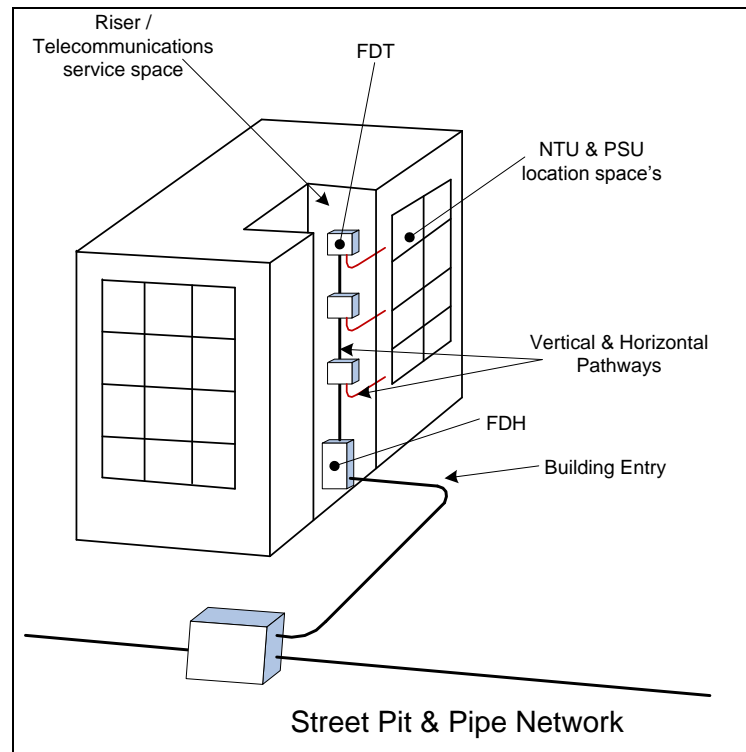 Riser /
Telecommunications
service space
FDT
NTU & PSU
location space's
Vertical & Horizontal
Pathways
FDH
Building Entry
Street Pit & Pipe Network